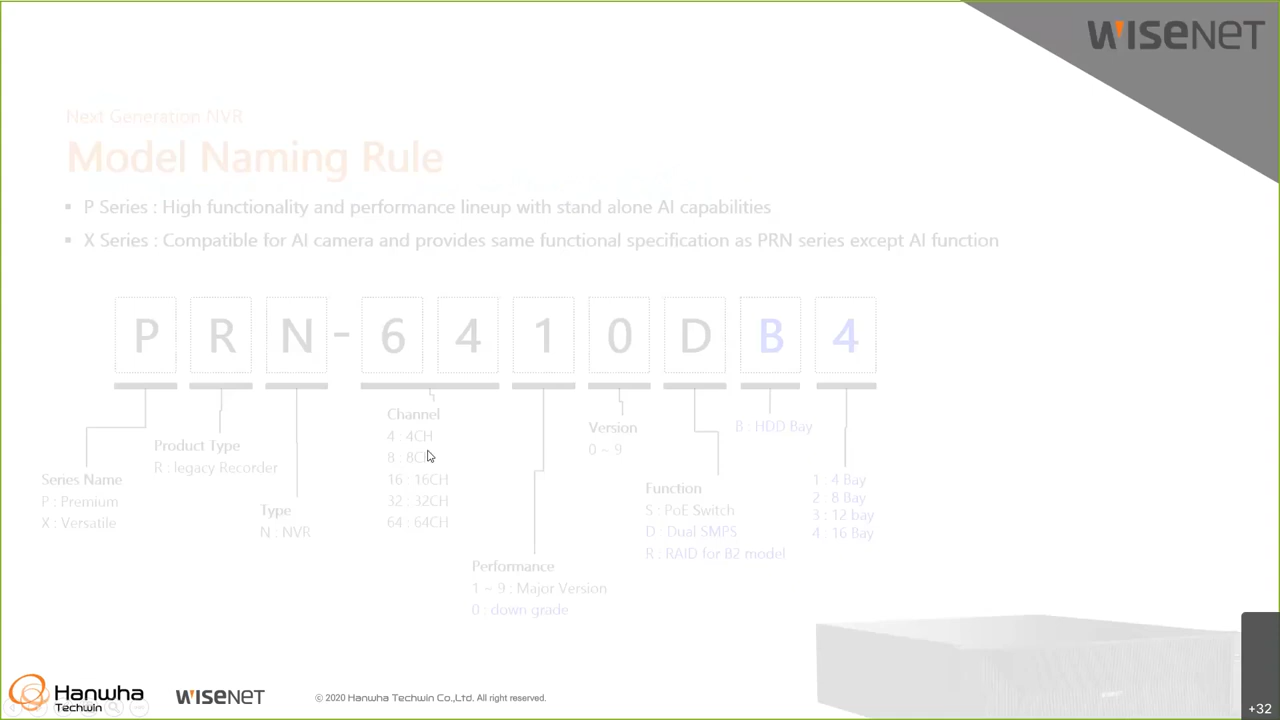 WISENET
Next Generation NVR
Model Naming Rule
▪ P Series : High functionality and performance lineup with stand alone AI capabilities
▪ X Series : Compatible for AI camera and provides same functional specification as PRN series except AI function
P R N - 6 4 1 0 D B 4
Series Name
P : Premium
X : Versatile
Product Type
R : legacy Recorder
Type
N : NVR
Channel
4 : 4CH
8 : 8CH
16 : 16CH
32 : 32CH
64 : 64CH
Performance
1 ~ 9 : Major Version
0 : down grade
Version
0 ~ 9
Function
S : PoE Switch
D : Dual SMPS
R : RAID for B2 model
B : HDD Bay
1 : 4 Bay
2 : 8 Bay
3 : 12 bay
4 : 16 Bay
Hanwha
Techwin
WISENET
© 2020 Hanwha Techwin Co.,Ltd. All right reserved.
+32